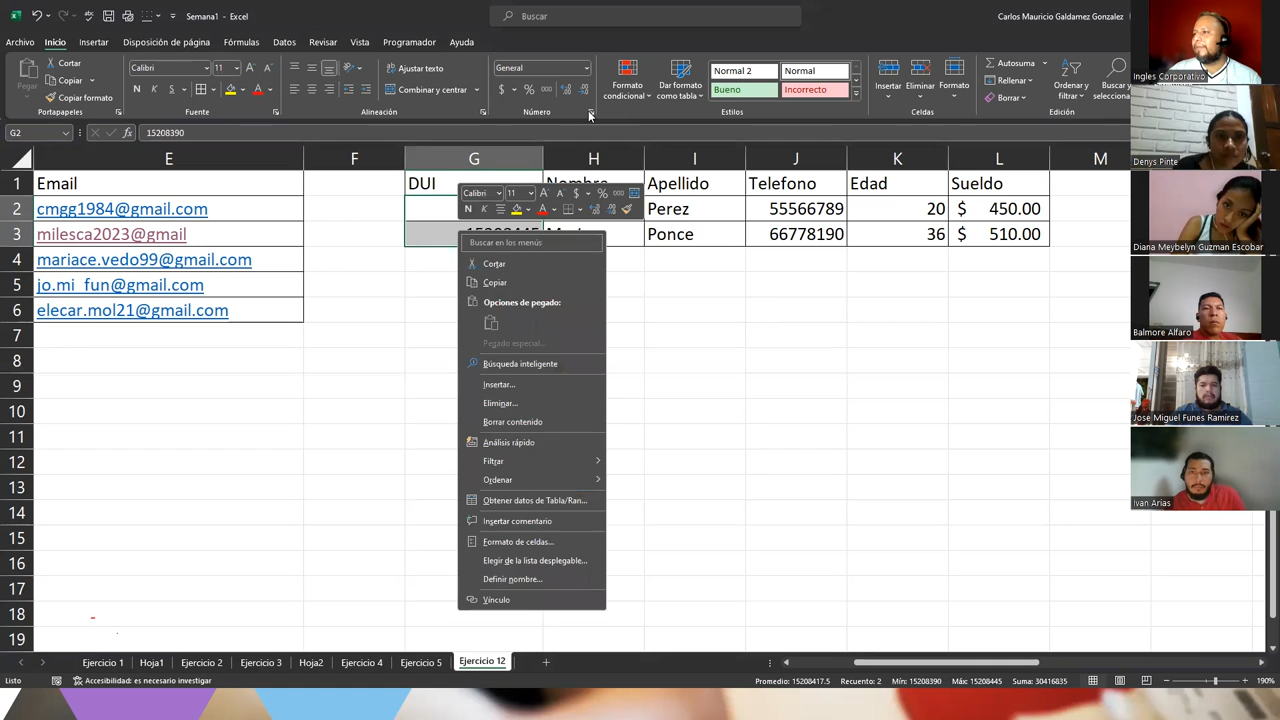 Semana1 - Excel
Buscar
Carlos Mauricio Galdamez Gonzalez
Archivo Inicio Insertar Disposición de página Fórmulas Datos Revisar Vista Programador Ayuda
Pegar
Cortar
Copiar
Copiar formato
Portapapeles
Calibri 11
N K S
Fuente
Ajustar texto
Combinar y centrar
Alineación
General
$ % 000
Número
Formato condicional
Dar formato como tabla
Normal 2 Normal
Bueno Incorrecto
Estilos
Insertar Eliminar Formato
Celdas
Autosuma
Rellenar
Borrar
Ordenar y filtrar
Buscar y selecciona
Edición
G2 fx 15208390
E F G H I J K L M
1 Email DUI Nombre Apellido Telefono Edad Sueldo
2 cmgg1984@gmail.com Perez 55566789 20 $ 450.00
3 milesca2023@gmail Ponce 66778190 36 $ 510.00
4 mariace.vedo99@gmail.com
5 jo.mi_fun@gmail.com
6 elecar.mol21@gmail.com
7
8
9
10
11
12
13
14
15
16
17
18
19
Calibri 11 $ % 000
N K
Buscar en los menús
Cortar
Copiar
Opciones de pegado:
Pegado especial...
Búsqueda inteligente
Insertar...
Eliminar...
Borrar contenido
Análisis rápido
Filtrar
Ordenar
Obtener datos de Tabla/Ran...
Insertar comentario
Formato de celdas...
Elegir de la lista desplegable...
Definir nombre...
Vínculo
Ejercicio 1 Hoja1 Ejercicio 2 Ejercicio 3 Hoja2 Ejercicio 4 Ejercicio 5 Ejercicio 12
Listo Accesibilidad: es necesario investigar Promedio: 15208417.5 Recuento: 2 Mín: 15208390 Máx: 15208445 Suma: 30416835 190%
Ingles Corporativo
Denys Pinte
Diana Meybelyn Guzman Escobar
Balmore Alfaro
Jose Miguel Funes Ramirez
Ivan Arias